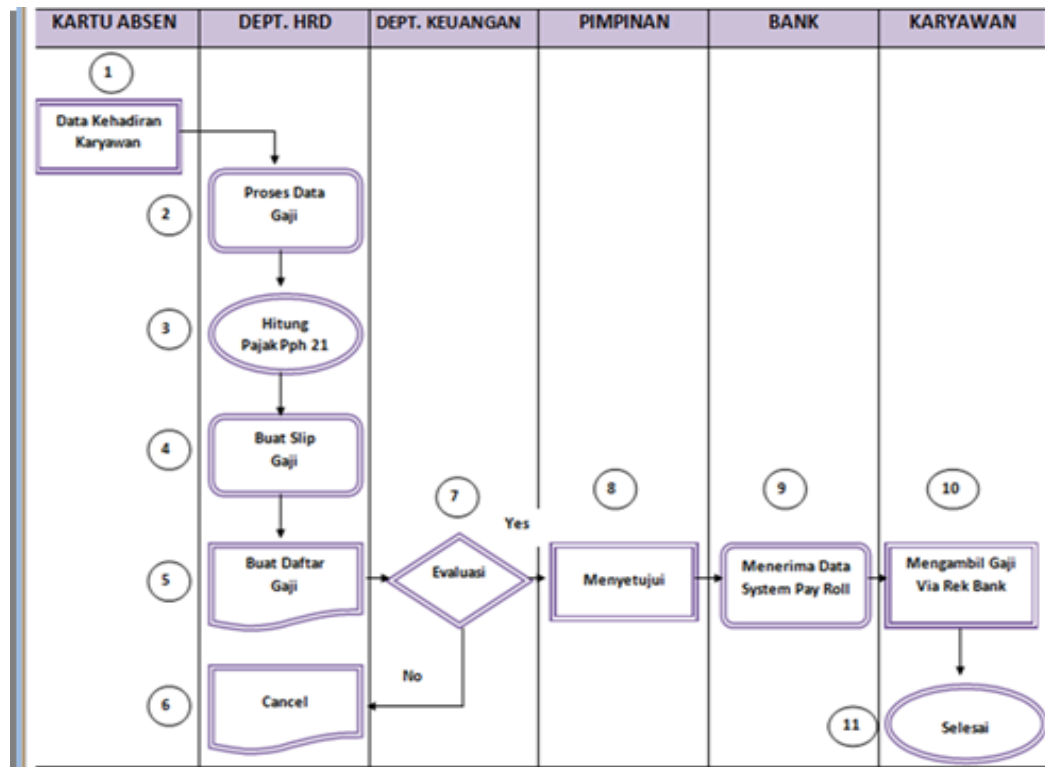 KARTU ABSEN
DEPT. HRD
DEPT. KEUANGAN
PIMPINAN
BANK
KARYAWAN
1
Data Kehadiran
Karyawan
2
Proses Data
Gaji
3
Hitung
Pajak Pph 21
4
Buat Slip
Gaji
5
Buat Daftar
Gaji
6
Cancel
7
Evaluasi
Yes
No
8
Menyetujui
9
Menerima Data
System Pay Roll
10
Mengambil Gaji
Via Rek Bank
11
Selesai